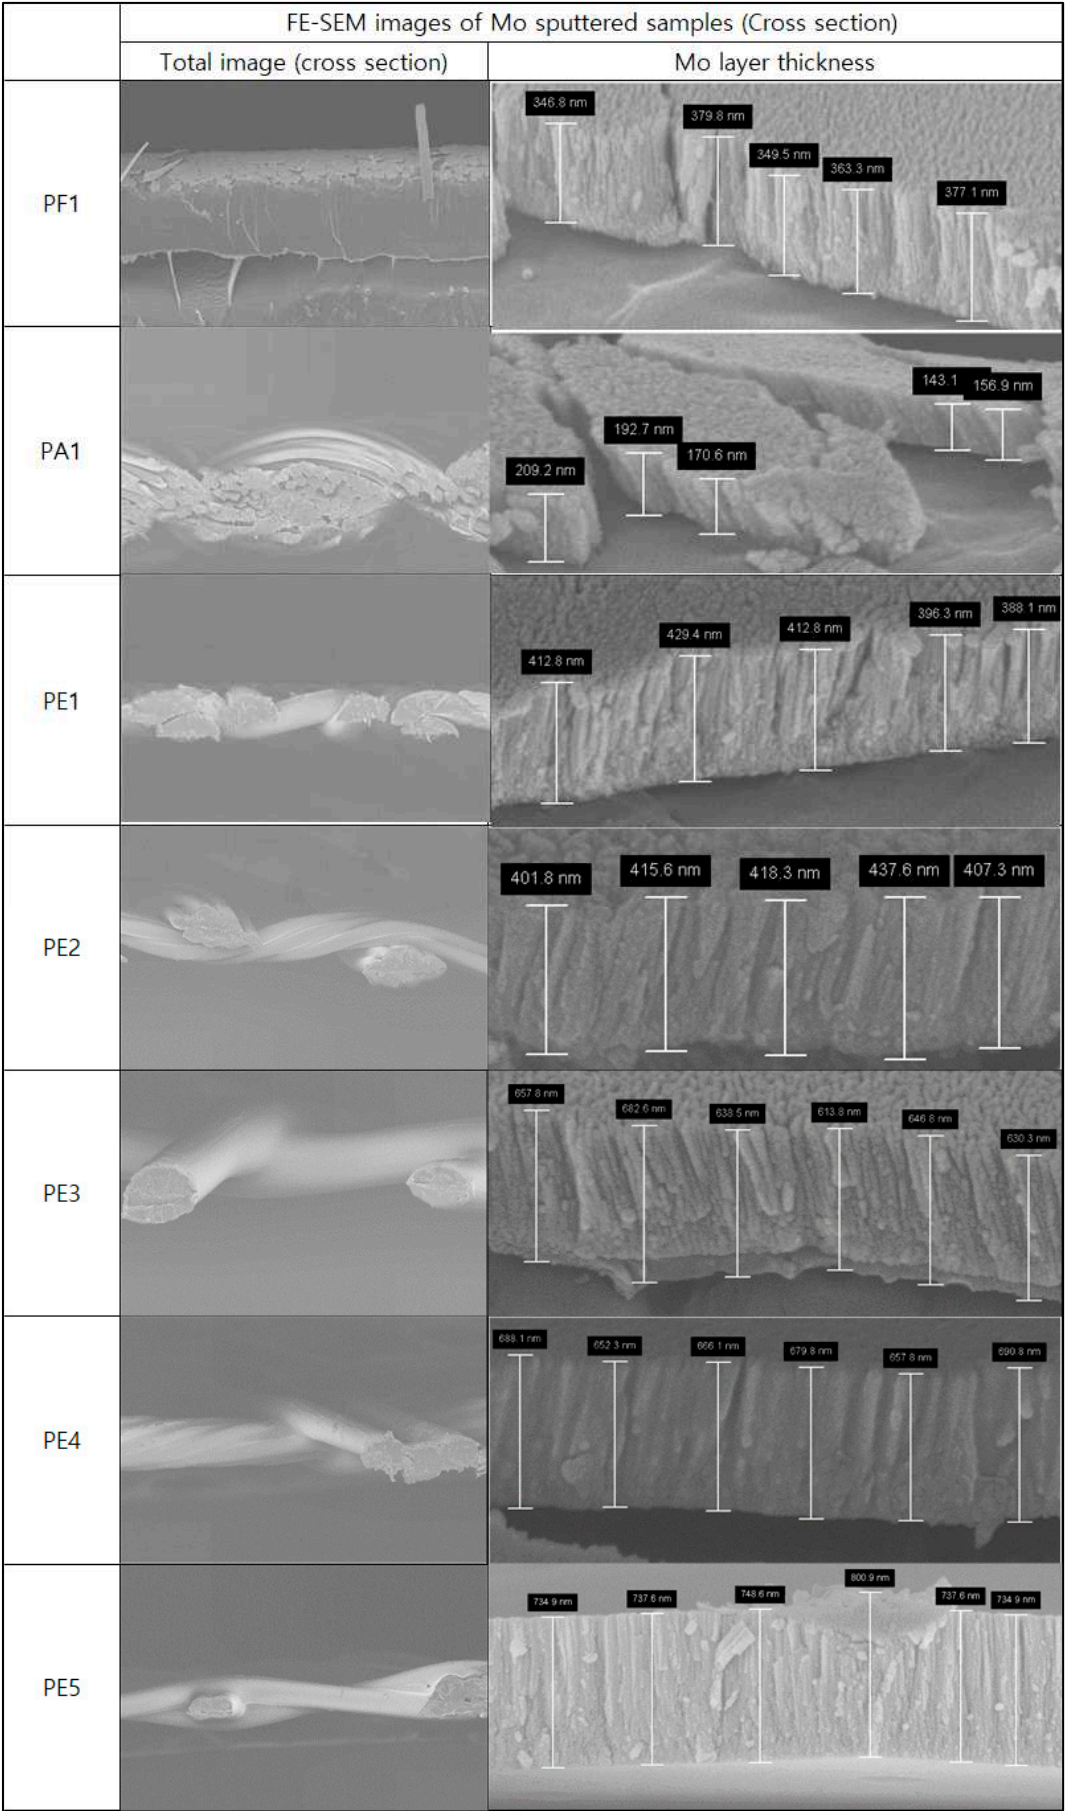 FE-SEM images of Mo sputtered samples (Cross section)
Total image (cross section)
Mo layer thickness
PF1
346.8 nm
379.8 nm
349.5 nm
363.3 nm
377.1 nm
PA1
209.2 nm
192.7 nm
170.6 nm
143.1
156.9 nm
PE1
412.8 nm
429.4 nm
412.8 nm
396.3 nm
388.1 nm
PE2
401.8 nm
415.6 nm
418.3 nm
437.6 nm
407.3 nm
PE3
657.8 nm
682.6 nm
638.5 nm
613.8 nm
646.8 nm
630.3 nm
PE4
688.1 nm
652.3 nm
666.1 nm
679.8 nm
657.8 nm
690.8 nm
PE5
734.9 nm
737.6 nm
748.6 nm
800.9 nm
737.6 nm
734.9 nm